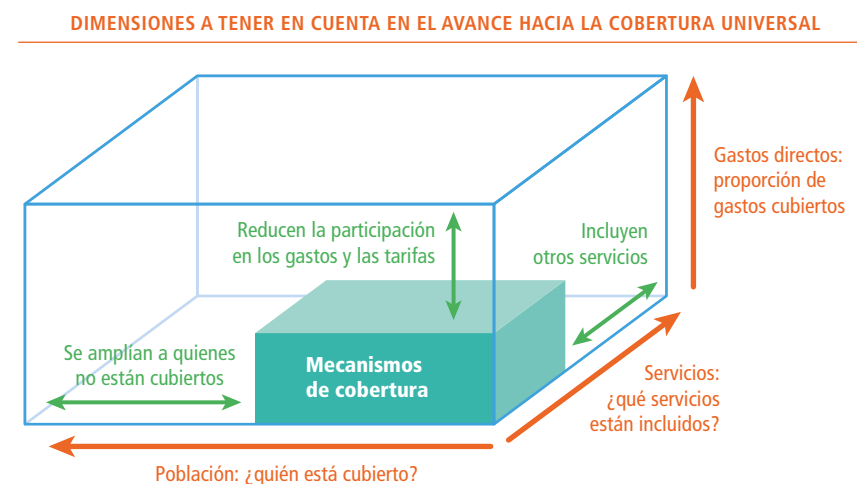 DIMENSIONES A TENER EN CUENTA EN EL AVANCE HACIA LA COBERTURA UNIVERSAL
Gastos directos:
proporción de
gastos cubiertos
Reducen la participación
en los gastos y las tarifas
Incluyen
otros servicios
Se amplían a quienes
no están cubiertos
Mecanismos
de cobertura
Servicios:
¿qué servicios
están incluidos?
Población: ¿quién está cubierto?